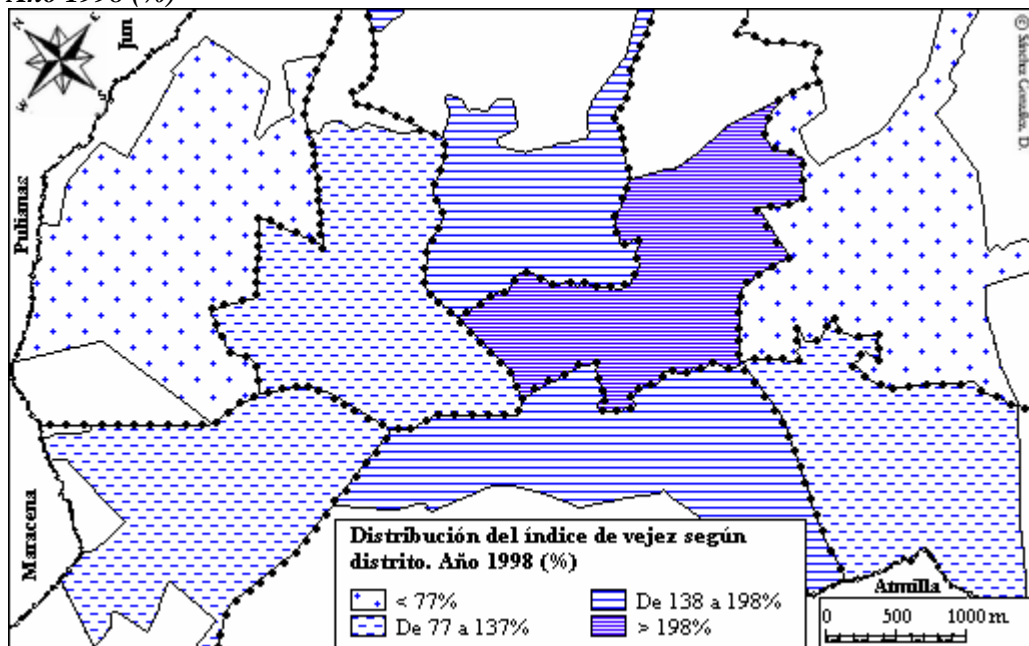 Año 1998 (%)
N
E
W
S
Jun
© Sánchez González, D.
Pulianas
Maracena
Distribución del índice de vejez según
distrito. Año 1998 (%)
< 77%
De 138 a 198%
De 77 a 137%
> 198%
Atmilla
0 500 1000 m.